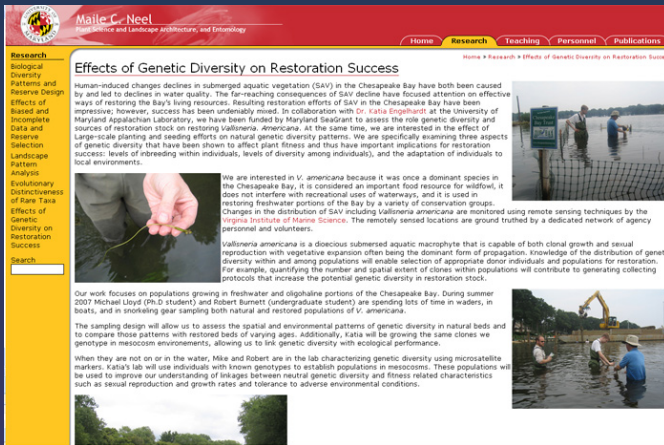 Maile C. Neel
Plant Science and Landscape Architecture, and Entomology
Home
Research
Teaching
Personnel
Publications
Home » Research » Effects of Genetic Diversity on Restoration
Research
Biological
Diversity
Patterns and
Reserve Design
Effects of
Biased and
Incomplete
Data and
Reserve
Selection
Landscape
Pattern
Analysis
Evolutionary
Distinctiveness
of Rare Taxa
Effects of
Genetic
Diversity on
Restoration
Success
Search
Effects of Genetic Diversity on Restoration Success
Human-induced changes declines in submerged aquatic vegetation (SAV) in the Chesapeake Bay have both been caused
by and led to declines in water quality. The far-reaching consequences of SAV decline have focused attention on effective
ways of restoring the Bay's living resources. Resulting restoration efforts of SAV in the Chesapeake Bay have been
impressive; however, success has been undeniably mixed. In collaboration with Dr. Katia Engelhardt at the University of
Maryland Appalachian Laboratory, we have been funded by Maryland SeaGrant to assess the role genetic diversity and
sources of restoration stock on restoring Vallisneria. Americana. At the same time, we are interested in the effect of
Large-scale planting and seeding efforts on natural genetic diversity patterns. We are specifically examining three aspects
of genetic diversity that have been shown to affect plant fitness and thus have important implications for restoration
success: levels of inbreeding within individuals, levels of diversity among individuals), and the adaptation of individuals to
local environments.
We are interested in V. americana because it was once a dominant species in
the Chesapeake Bay, it is considered an important food resource for wildfowl, it
does not interfere with recreational uses of waterways, and it is used in
restoring freshwater portions of the Bay by a variety of conservation groups.
Changes in the distribution of SAV including Vallisneria americana are monitored using remote sensing techniques by the
Virginia Institute of Marine Science. The remotely sensed locations are ground truthed by a dedicated network of agency
personnel and volunteers.
Vallisneria americana is a dioecious submersed aquatic macrophyte that is capable of both clonal growth and sexual
reproduction with vegetative expansion often being the dominant form of propagation. Knowledge of the distribution of genet
diversity within and among populations will enable selection of appropriate donor individuals and populations for restoration.
For example, quantifying the number and spatial extent of clones within populations will contribute to generating collecting
protocols that increase the potential genetic diversity in restoration stock.
Our work focuses on populations growing in freshwater and oligohaline portions of the Chesapeake Bay. During summer
2007 Michael Lloyd (Ph.D student) and Robert Burnett (undergraduate student) are spending lots of time in waders, in
boats, and in snorkeling gear sampling both natural and restored populations of V. americana.
The sampling design will allow us to assess the spatial and environmental patterns of genetic diversity in natural beds and
to compare those patterns with restored beds of varying ages. Additionally, Katia will be growing the same clones we
genotype in mesocosm environements, allowing us to link genetic diversity with ecological performance.
When they are not on or in the water, Mike and Robert are in the lab characterizing genetic diversity using microsatellite
markers. Katia's lab will use individuals with known genotypes to establish populations in mesocosms. These populations will
be used to improve our understanding of linkages between neutral genetic diversity and fitness related characteristics
such as sexual reproduction and growth rates and tolerance to adverse environmental conditions.